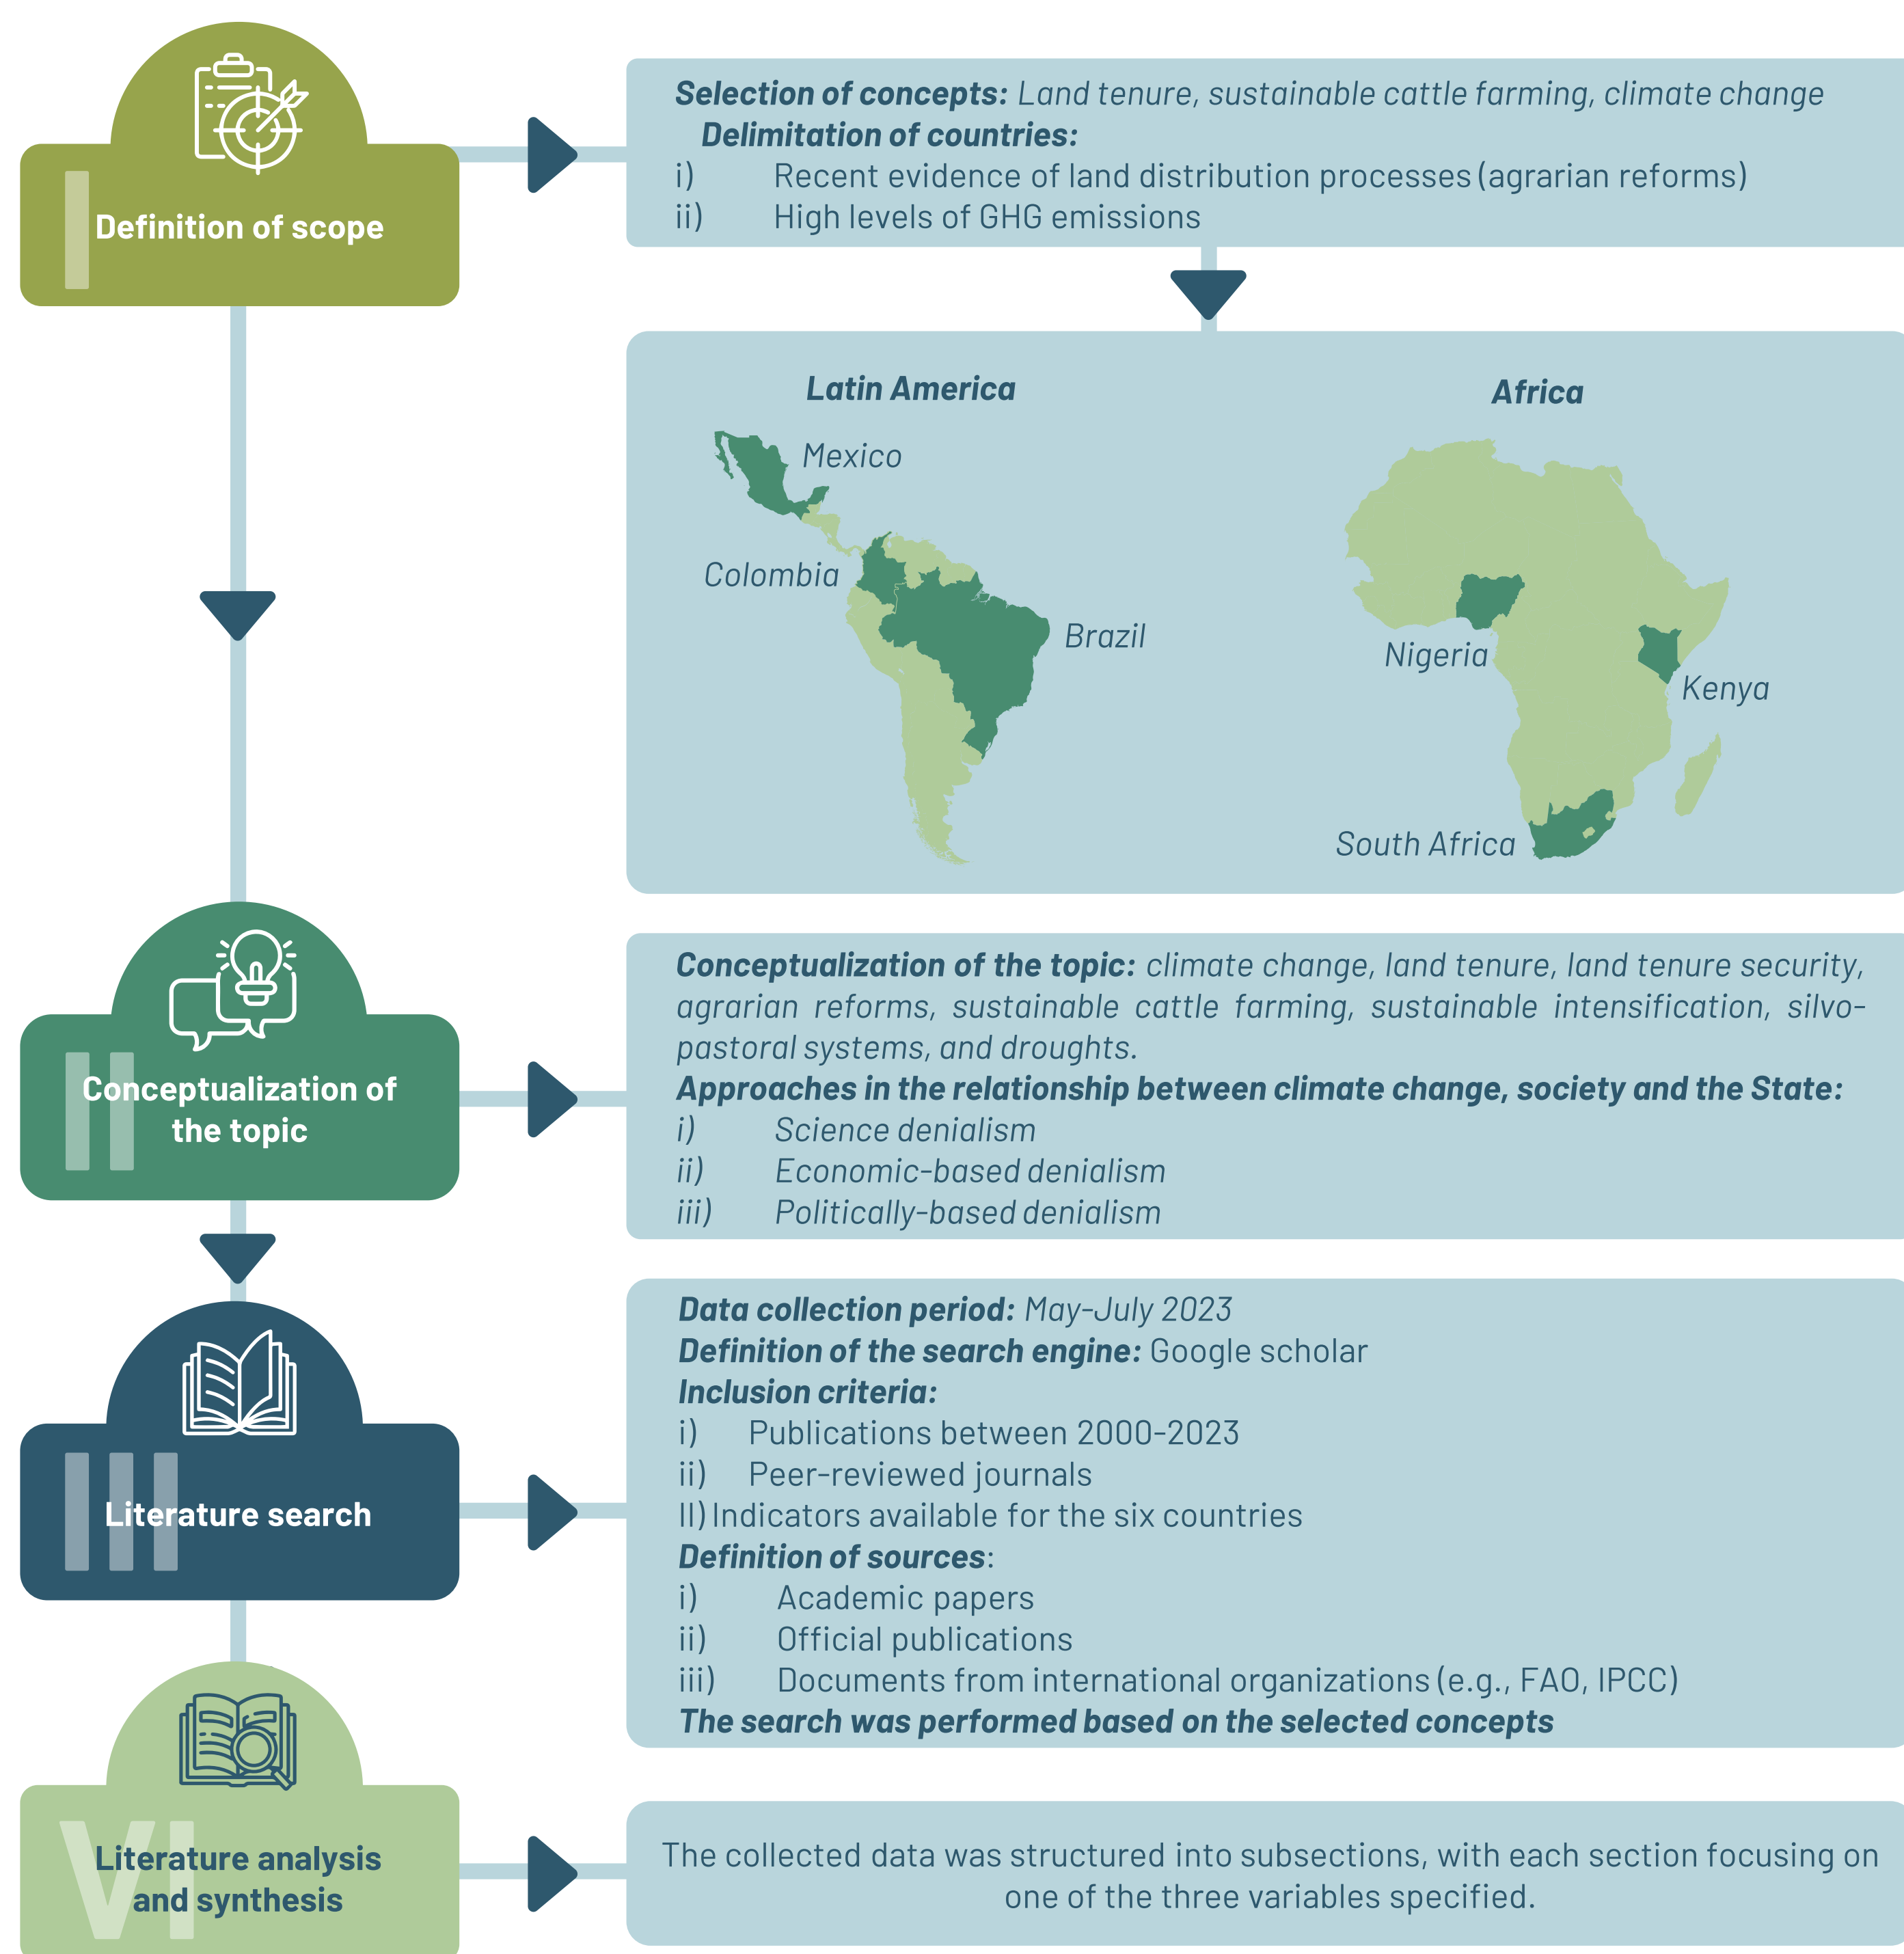 I
Definition of scope
Selection of concepts: Land tenure, sustainable cattle farming, climate change
Delimitation of countries:
i) Recent evidence of land distribution processes (agrarian reforms)
ii) High levels of GHG emissions
Latin America
Mexico
Colombia
Brazil
Africa
Nigeria
Kenya
South Africa
II
Conceptualization of
the topic
Conceptualization of the topic: climate change, land tenure, land tenure security,
agrarian reforms, sustainable cattle farming, sustainable intensification, silvo-
pastoral systems, and droughts.
Approaches in the relationship between climate change, society and the State:
i) Science denialism
ii) Economic-based denialism
iii) Politically-based denialism
III
Literature search
Data collection period: May-July 2023
Definition of the search engine: Google scholar
Inclusion criteria:
i) Publications between 2000-2023
ii) Peer-reviewed journals
II) Indicators available for the six countries
Definition of sources:
i) Academic papers
ii) Official publications
iii) Documents from international organizations (e.g., FAO, IPCC)
The search was performed based on the selected concepts
VI
Literature analysis
and synthesis
The collected data was structured into subsections, with each section focusing on
one of the three variables specified.